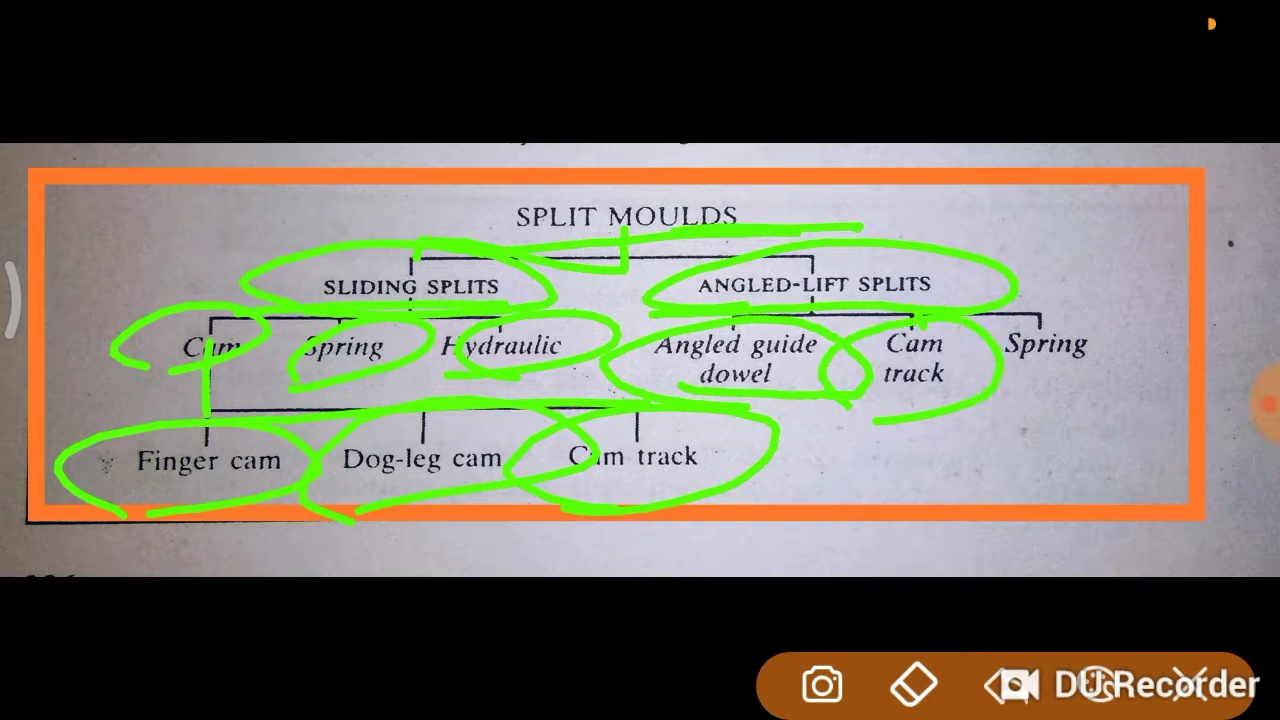 SPLIT MOULDS
SLIDING SPLITS ANGLED-LIFT SPLITS
Cam Spring Hydraulic Angled guide dowel Cam track Spring
Finger cam Dog-leg cam Cam track
DU Recorder